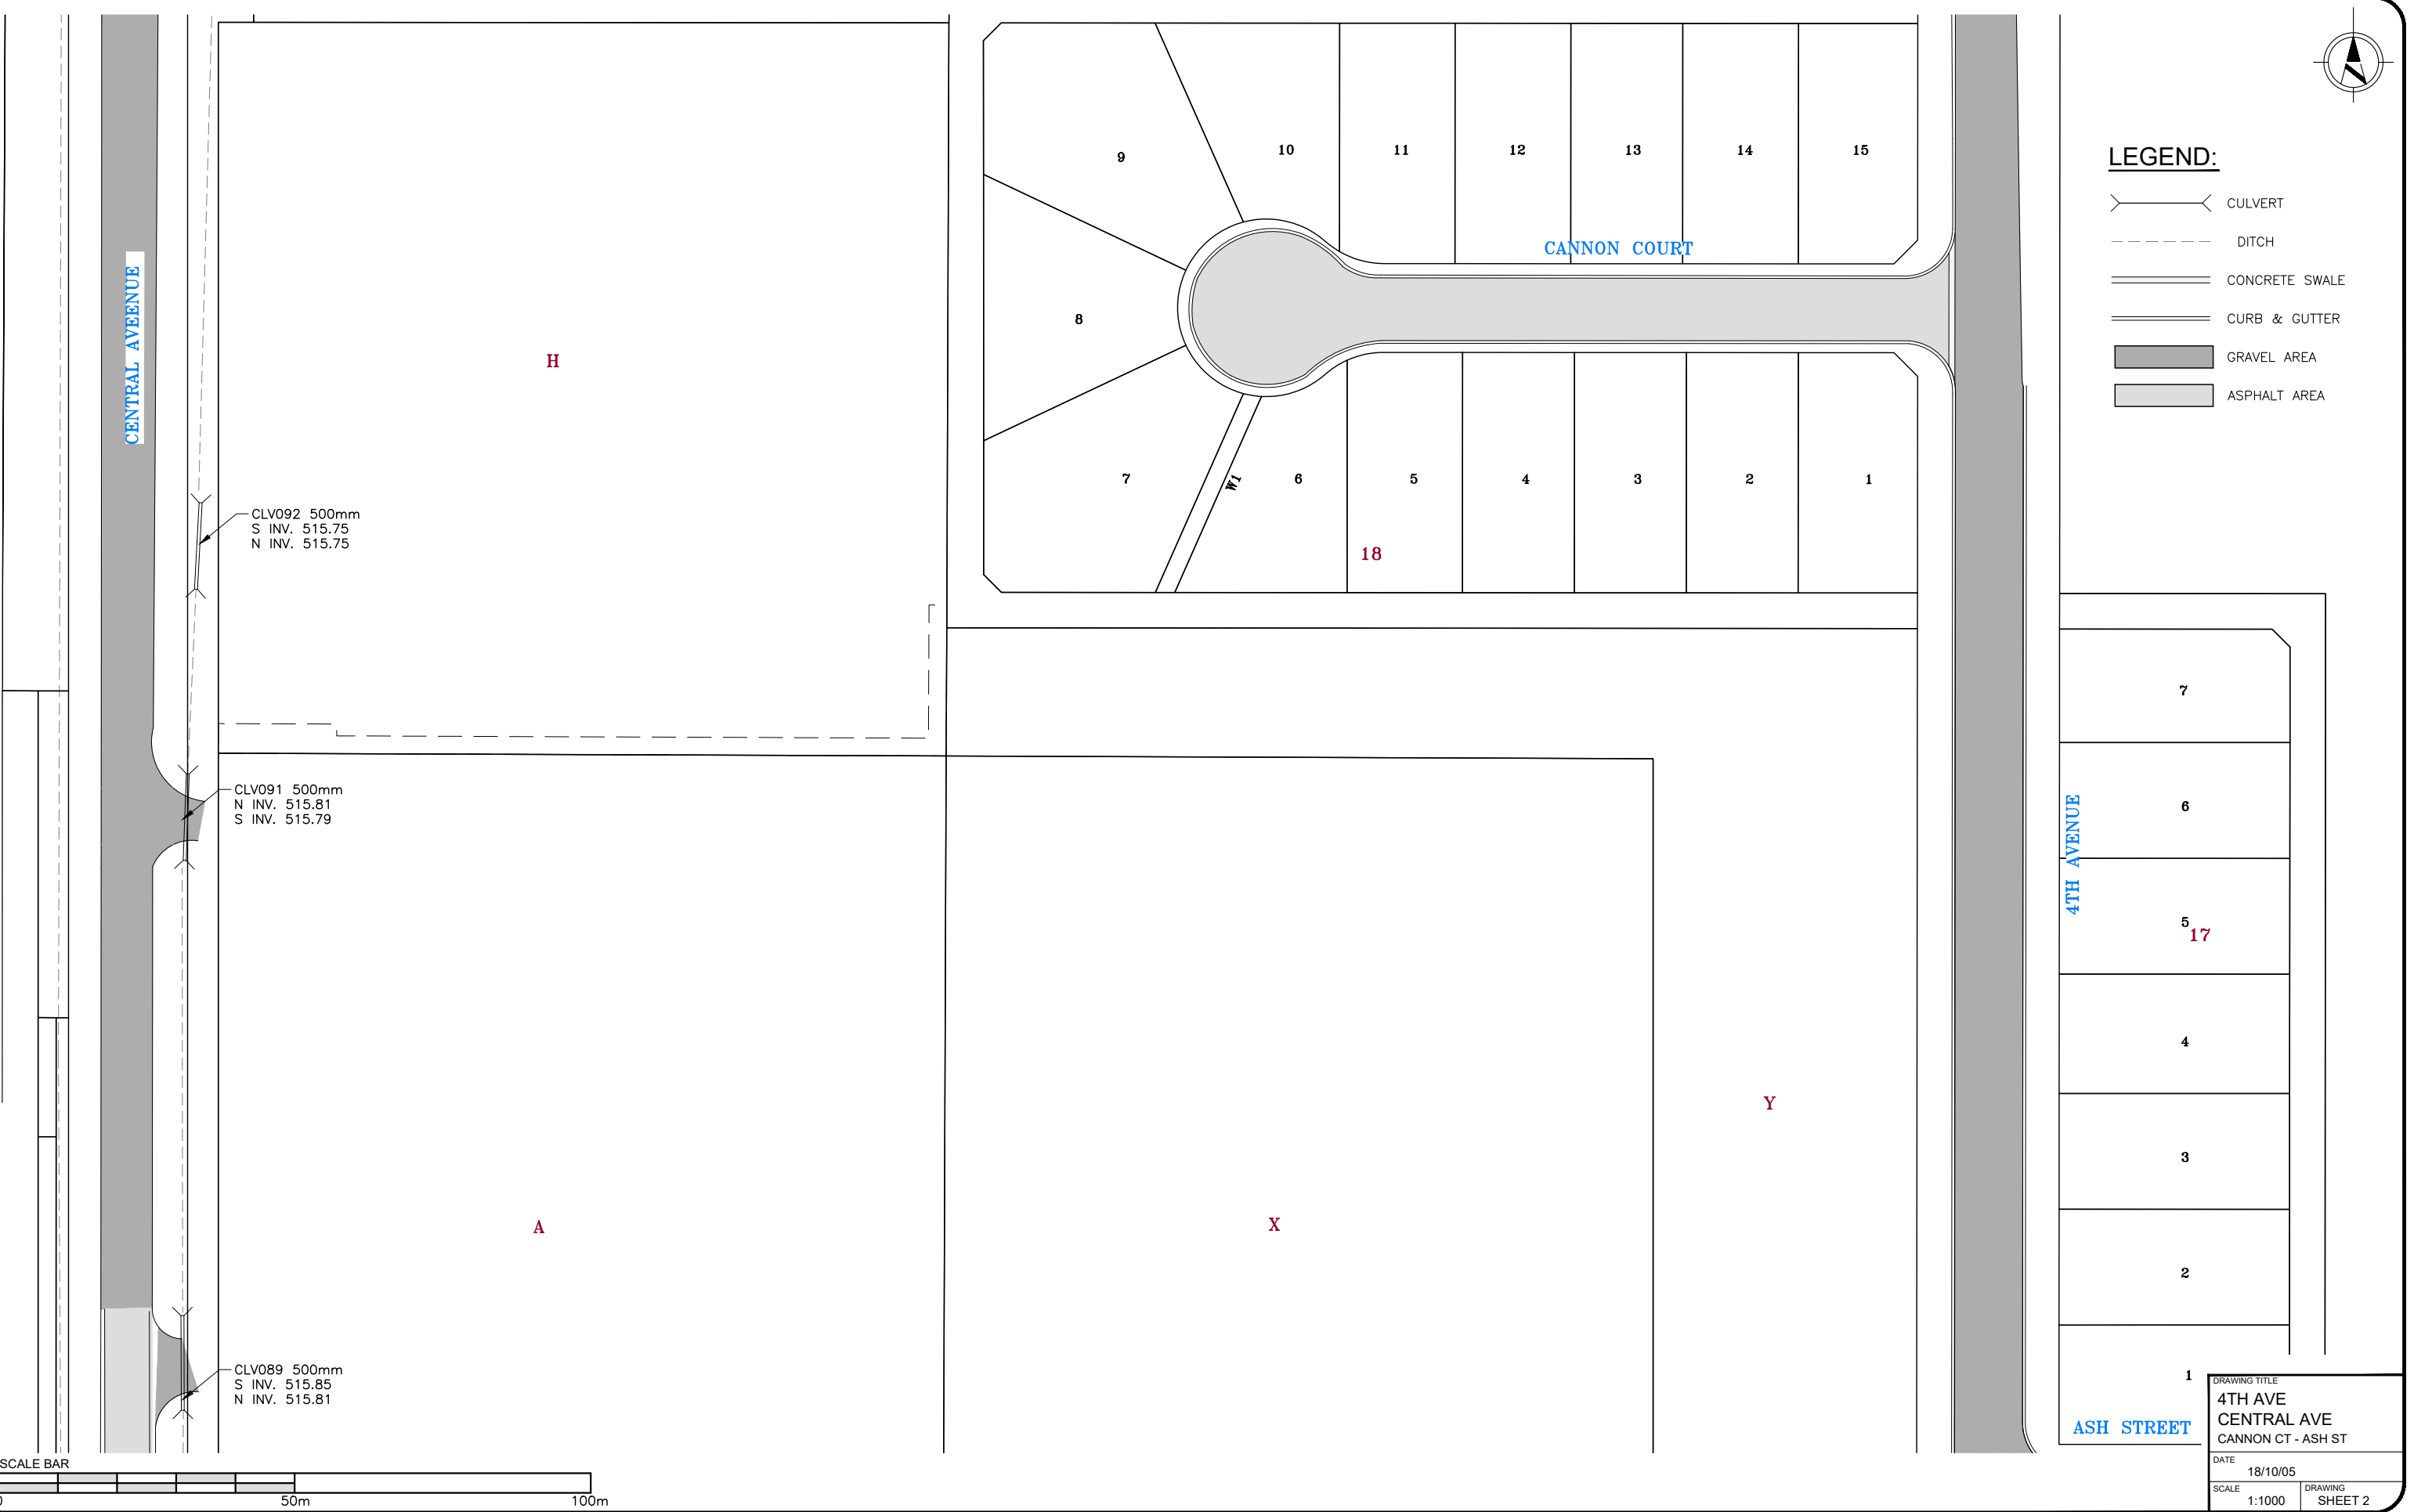 9
10
11
12
13
14
15
CANNON COURT
CENTRAL AVEENUE
H
8
7
W1
6
5
4
3
2
1
18
LEGEND:
CULVERT
DITCH
CONCRETE SWALE
CURB & GUTTER
GRAVEL AREA
ASPHALT AREA
CLV092 500mm
S INV. 515.75
N INV. 515.75
CLV091 500mm
N INV. 515.81
S INV. 515.79
4TH AVENUE
7
6
5
17
4
3
2
1
A
X
Y
CLV089 500mm
S INV. 515.85
N INV. 515.81
ASH STREET
SCALE BAR
0
50m
100m
DRAWING TITLE
4TH AVE
CENTRAL AVE
CANNON CT - ASH ST
DATE
18/10/05
SCALE
1:1000
DRAWING
SHEET 2